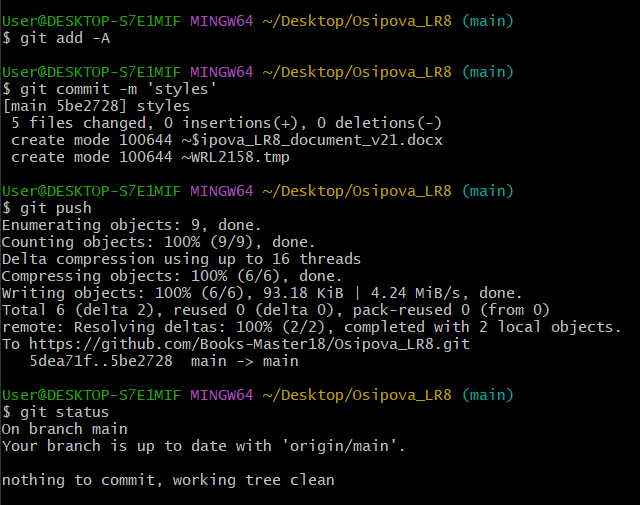 User@DESKTOP-S7E1MIF MINGW64 ~/Desktop/Osipova_LR8 (main)
$ git add -A
User@DESKTOP-S7E1MIF MINGW64 ~/Desktop/Osipova_LR8 (main)
$ git commit -m 'styles'
[main 5be2728] styles
 5 files changed, 0 insertions(+), 0 deletions(-)
 create mode 100644 ~$ipova_LR8_document_v21.docx
 create mode 100644 ~WRL2158.tmp
User@DESKTOP-S7E1MIF MINGW64 ~/Desktop/Osipova_LR8 (main)
$ git push
Enumerating objects: 9, done.
Counting objects: 100% (9/9), done.
Delta compression using up to 16 threads
Compressing objects: 100% (6/6), done.
Writing objects: 100% (6/6), 93.18 KiB | 4.24 MiB/s, done.
Total 6 (delta 2), reused 0 (delta 0), pack-reused 0 (from 0)
remote: Resolving deltas: 100% (2/2), completed with 2 local objects.
To https://github.com/Books-Master18/Osipova_LR8.git
   5dea71f..5be2728  main -> main
User@DESKTOP-S7E1MIF MINGW64 ~/Desktop/Osipova_LR8 (main)
$ git status
On branch main
Your branch is up to date with 'origin/main'.
nothing to commit, working tree clean